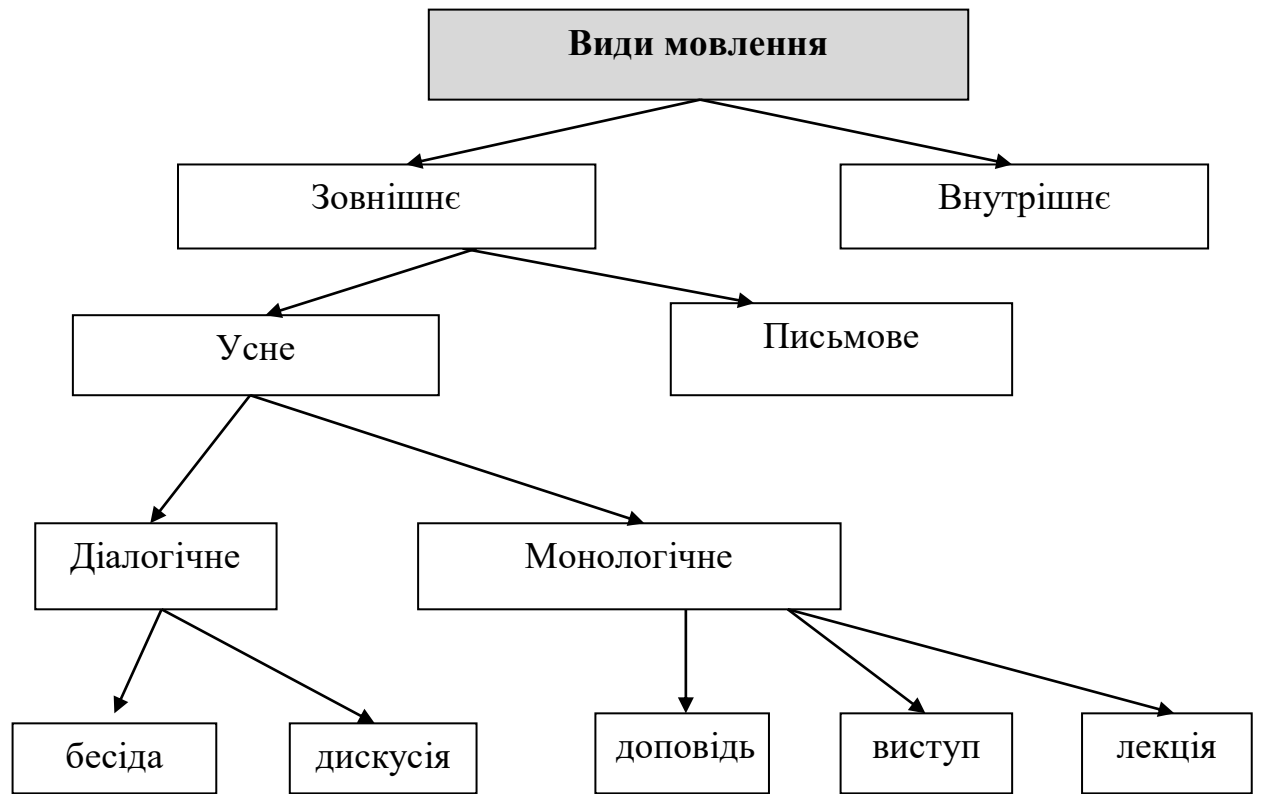 Види мовлення
Зовнішнє
Внутрішнє
Усне
Письмове
Діалогічне
Монологічне
бесіда
дискусія
доповідь
виступ
лекція